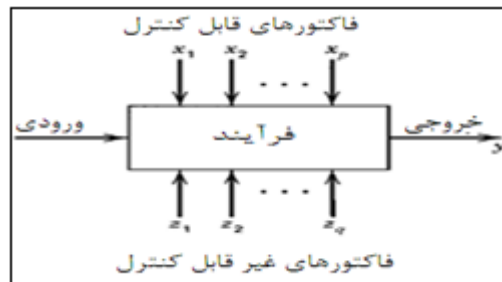 فاکتورهای قابل کنترل
x₁ x₂ ... xₚ
ورودی فرآیند خروجی
y
z₁ z₂ ... z_q
فاکتورهای غیر قابل کنترل